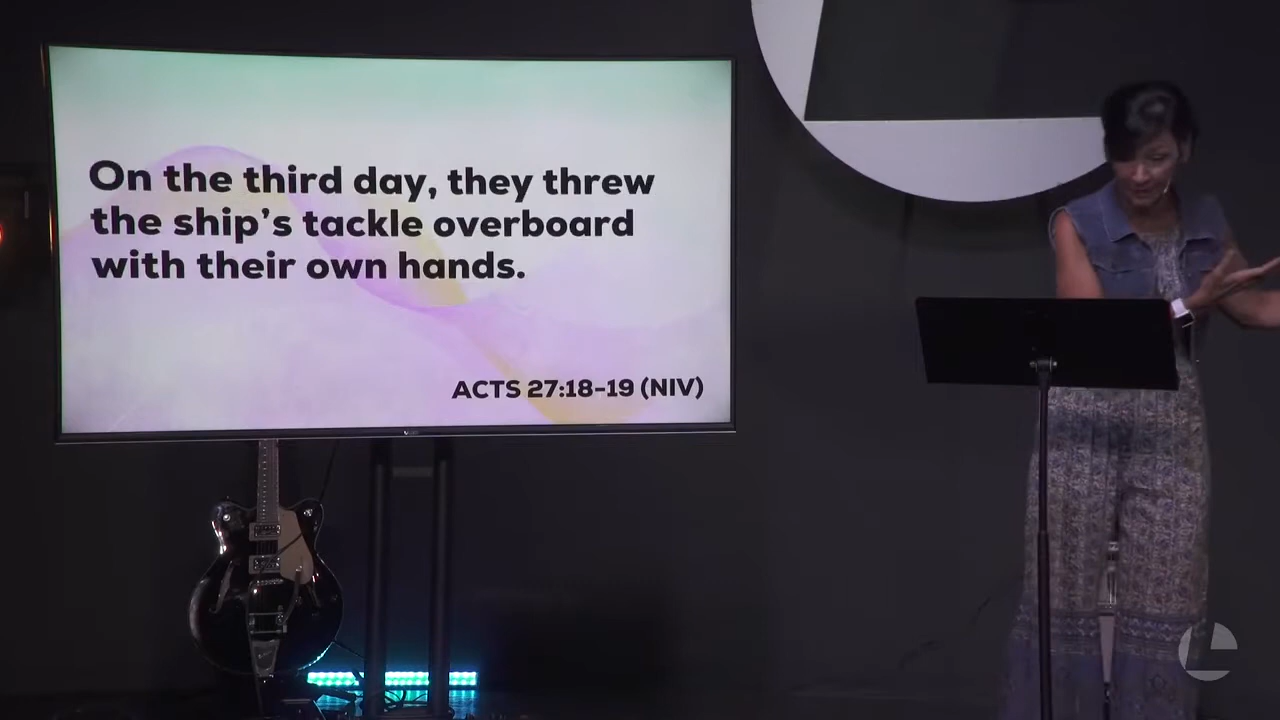 On the third day, they threw
the ship's tackle overboard
with their own hands.
ACTS 27:18-19 (NIV)